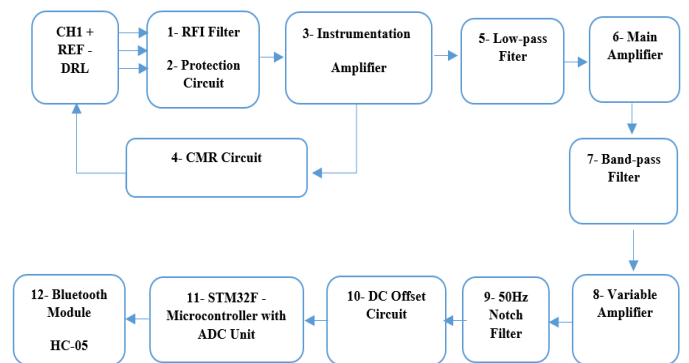 CH1 +
REF -
DRL
1- RFI Filter
2- Protection
Circuit
3- Instrumentation
Amplifier
5- Low-pass
Fiter
6- Main
Amplifier
4- CMR Circuit
7- Band-pass
Filter
12- Bluetooth
Module
HC-05
11- STM32F -
Microcontroller with
ADC Unit
10- DC Offset
Circuit
9- 50Hz
Notch
Filter
8- Variable
Amplifier